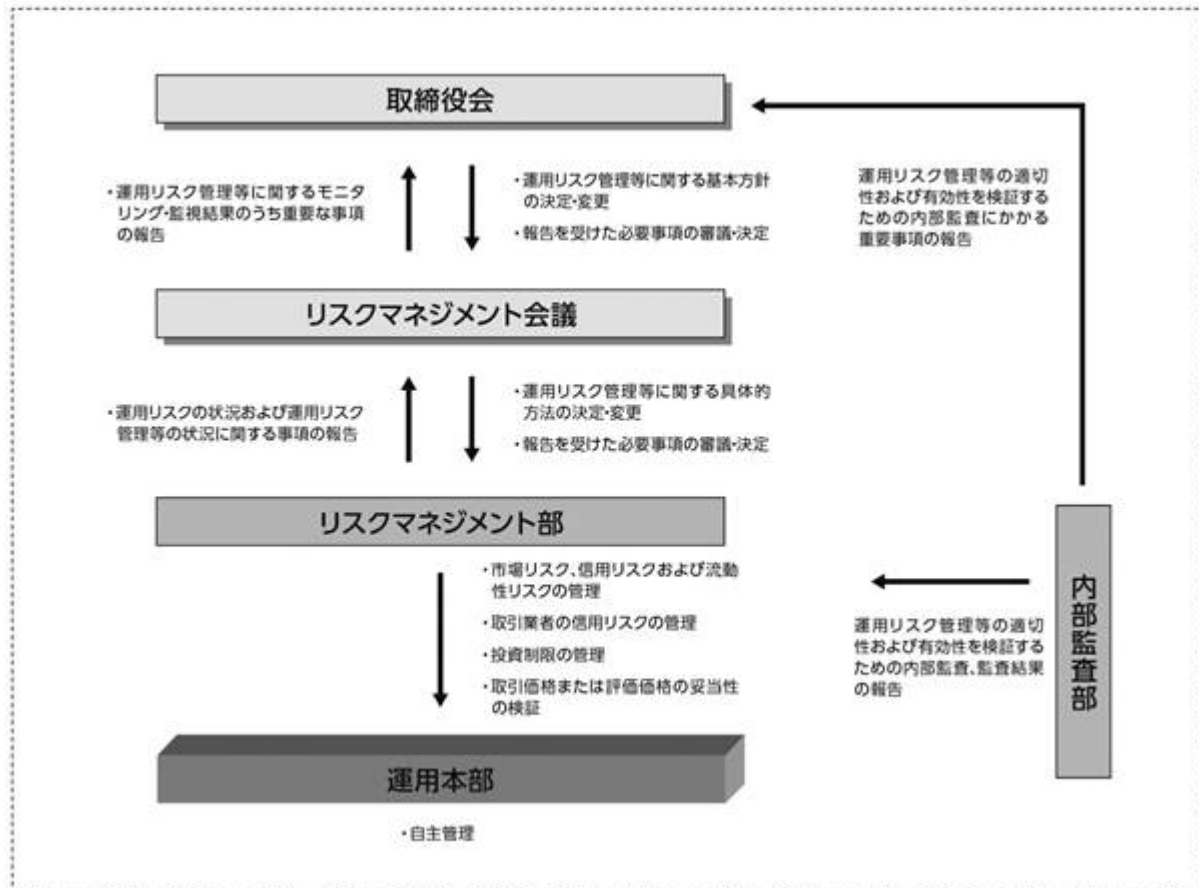 取締役会
・運用リスク管理等に関するモニタ
リング・監視結果のうち重要な事項
の報告
・運用リスク管理等に関する基本方針
の決定・変更
・報告を受けた必要事項の審議・決定
運用リスク管理等の適切
性および有効性を検証する
ための内部監査にかかる
重要事項の報告
リスクマネジメント会議
・運用リスクの状況および運用リスク
管理等の状況に関する事項の報告
・運用リスク管理等に関する具体的
方法の決定・変更
・報告を受けた必要事項の審議・決定
リスクマネジメント部
・市場リスク、信用リスクおよび流動
性リスクの管理
・取引業者の信用リスクの管理
・投資制限の管理
・取引価格または評価価格の妥当性
の検証
運用リスク管理等の適切
性および有効性を検証する
ための内部監査、監査結果
の報告
内部監査部
運用本部
・自主管理